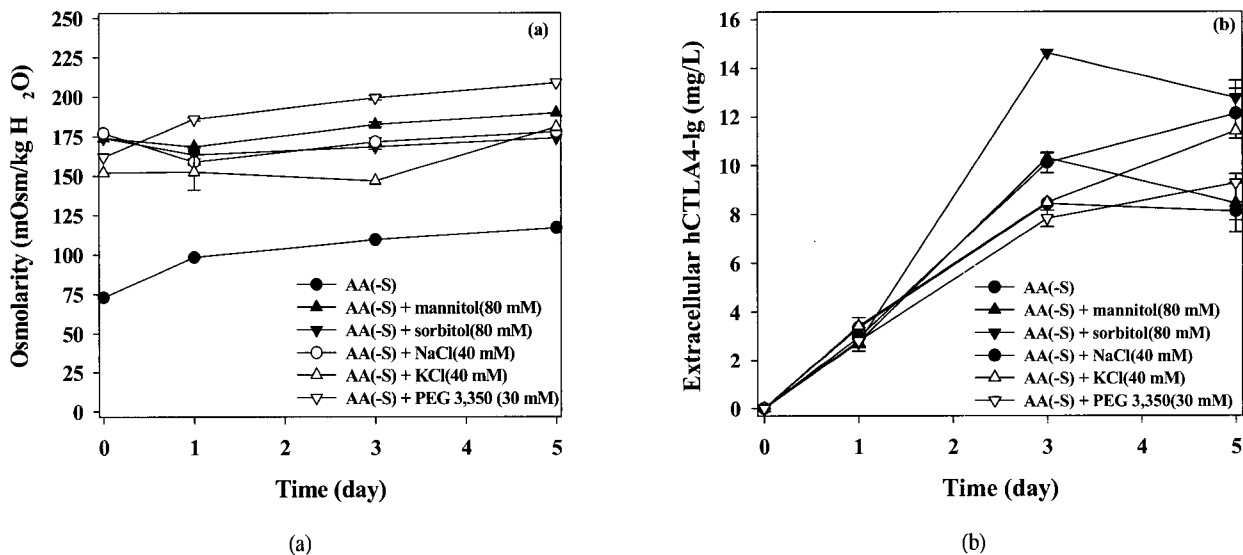 (a)
Osmolarity (mOsm/kg H2O)
250
225
200
175
150
125
100
75
50
25
0
AA(-S)
AA(-S) + mannitol(80 mM)
AA(-S) + sorbitol(80 mM)
AA(-S) + NaCl(40 mM)
AA(-S) + KCl(40 mM)
AA(-S) + PEG 3,350 (30 mM)
0 1 3 5
Time (day)
(a)
(b)
Extracellular hCTLA4-Ig (mg/L)
16
14
12
10
8
6
4
2
0
AA(-S)
AA(-S) + mannitol(80 mM)
AA(-S) + sorbitol(80 mM)
AA(-S) + NaCl(40 mM)
AA(-S) + KCl(40 mM)
AA(-S) + PEG 3,350(30 mM)
0 1 2 3 4 5
Time (day)
(b)